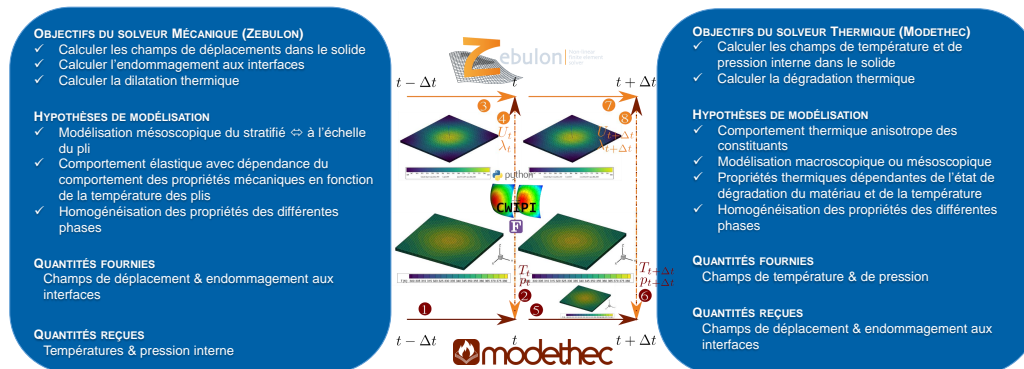 OBJECTIFS DU SOLVEUR MÉCANIQUE (ZEBULON)
✓ Calculer les champs de déplacements dans le solide
✓ Calculer l'endommagement aux interfaces
✓ Calculer la dilatation thermique
HYPOTHÈSES DE MODÉLISATION
✓ Modélisation mésoscopique du stratifié ⇔ à l'échelle
du pli
✓ Comportement élastique avec dépendance du
comportement des propriétés mécaniques en fonction
de la température des plis
✓ Homogénéisation des propriétés des différentes
phases
QUANTITÉS FOURNIES
Champs de déplacement & endommagement aux
interfaces
QUANTITÉS REÇUES
Températures & pression interne
Zebulon
t − Δt t t + Δt
3 7
4 8
U_t U_{t+Δt}
λ_t λ_{t+Δt}
python
CWIPI
F
T_t T_{t+Δt}
p_t p_{t+Δt}
2 6
1 5
t − Δt t t + Δt
modethec
OBJECTIFS DU SOLVEUR THERMIQUE (MODETHEC)
✓ Calculer les champs de température et de
pression interne dans le solide
✓ Calculer la dégradation thermique
HYPOTHÈSES DE MODÉLISATION
✓ Comportement thermique anisotrope des
constituants
✓ Modélisation macroscopique ou mésoscopique
✓ Propriétés thermiques dépendantes de l'état de
dégradation du matériau et de la température
✓ Homogénéisation des propriétés des différentes
phases
QUANTITÉS FOURNIES
Champs de température & de pression
QUANTITÉS REÇUES
Champs de déplacement & endommagement aux
interfaces